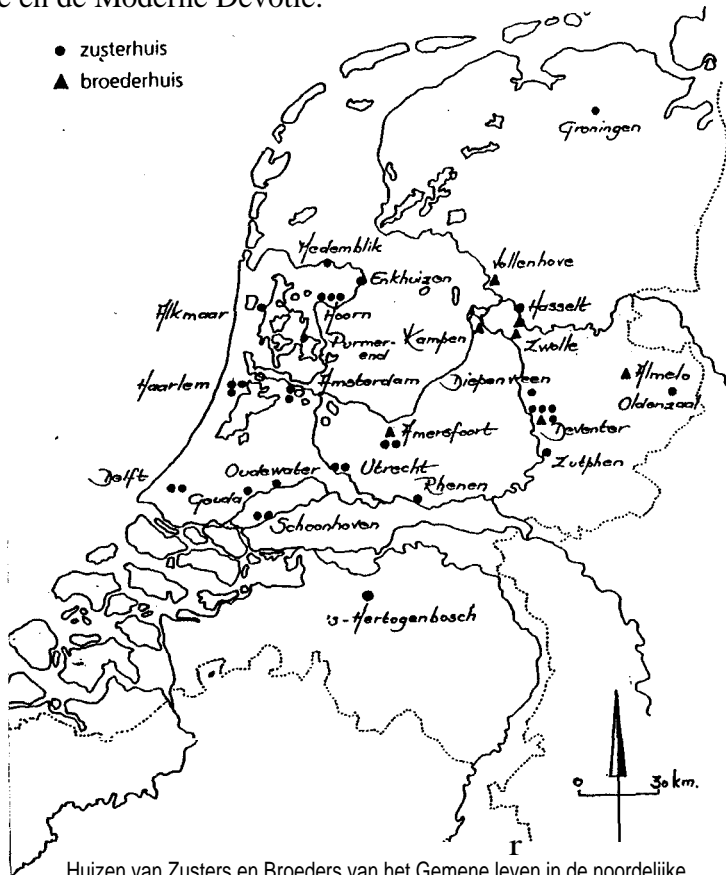 e en de Moderne Devotie.
● zusterhuis
▲ broederhuis
Groningen
Medemblik
Vollenhove
Enkhuizen
Alkmaar
Hoorn
Hasselt
Purmer-
end
Kampen
Zwolle
Haarlem
Amsterdam
Diepenveen
Almelo
Oldenzaal
Amersfoort
Deventer
Delft
Oudewater
Utrecht
Zutphen
Gouda
Rhenen
Schoonhoven
's-Hertogenbosch
0 30 km.
r
Huizen van Zusters en Broeders van het Gemene leven in de noordelijke